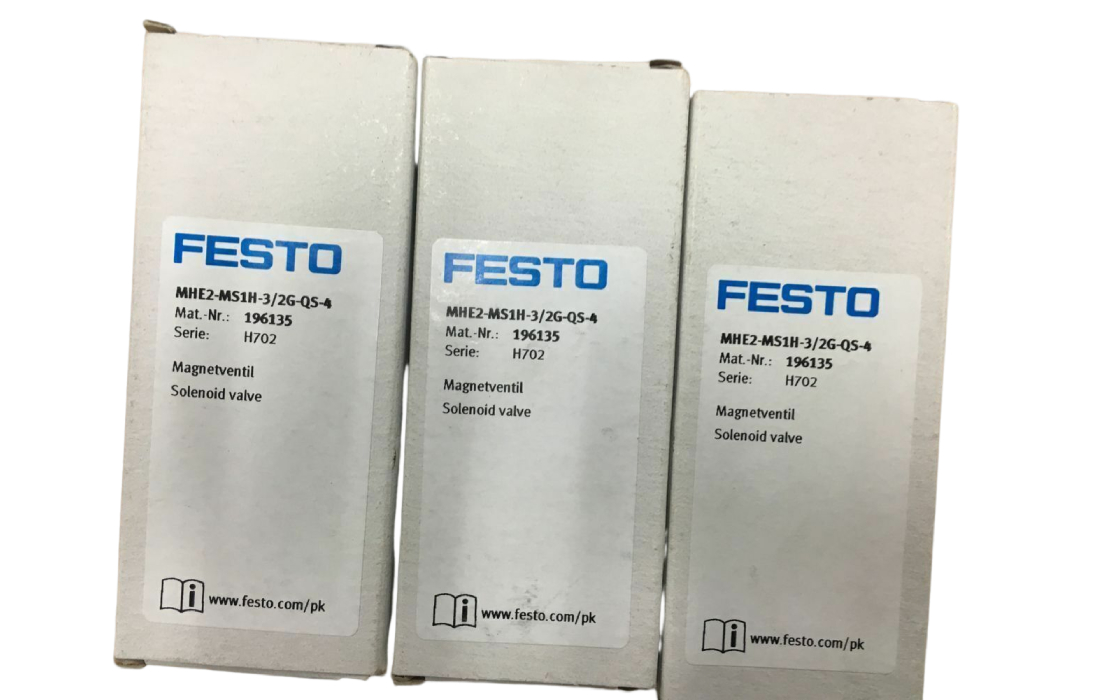 FESTO
MHE2-MS1H-3/2G-QS-4
Mat.-Nr.: 196135
Serie: H702
Magnetventil
Solenoid valve
i www.festo.com/pk
FESTO
MHE2-MS1H-3/2G-QS-4
Mat.-Nr.: 196135
Serie: H702
Magnetventil
Solenoid valve
i www.festo.com/pk
FESTO
MHE2-MS1H-3/2G-QS-4
Mat.-Nr.: 196135
Serie: H702
Magnetventil
Solenoid valve
i www.festo.com/pk